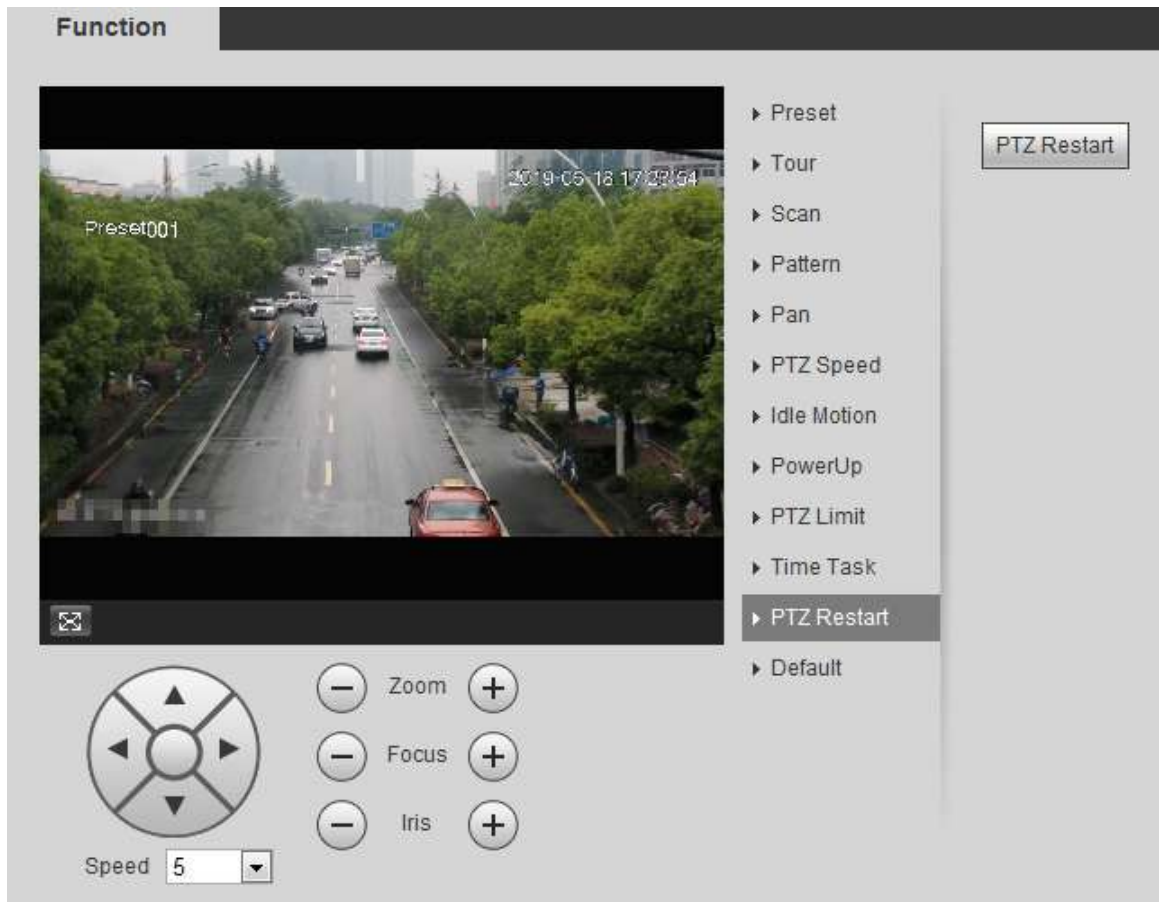 Function
2019-05-18 17:23:54
Preset001
Preset
Tour
Scan
Pattern
Pan
PTZ Speed
Idle Motion
PowerUp
PTZ Limit
Time Task
PTZ Restart
Default
PTZ Restart
Zoom
Focus
Iris
Speed 5